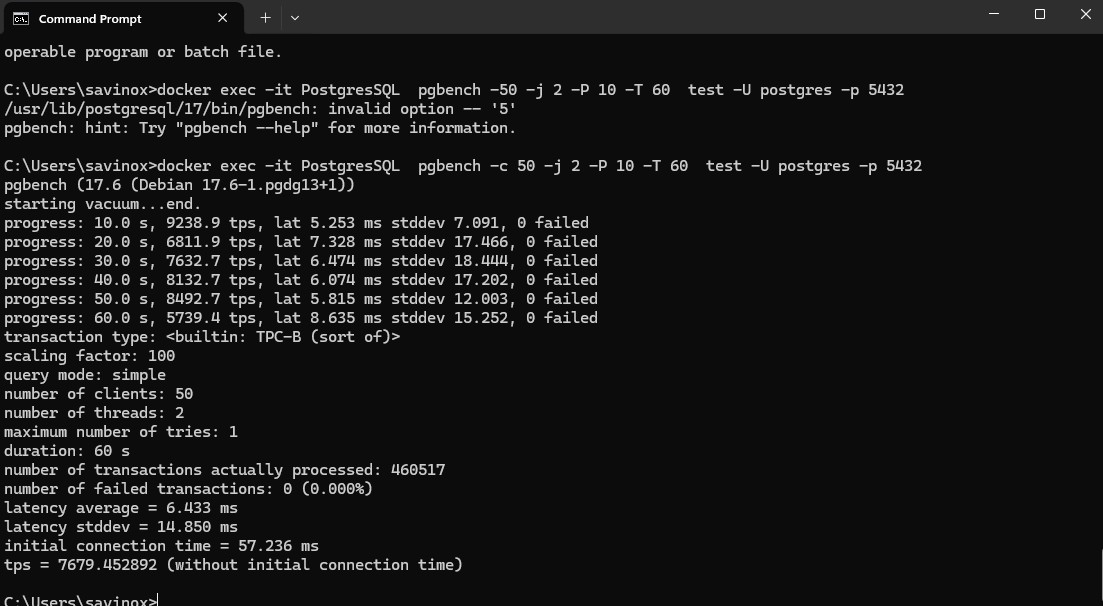 Command Prompt
operable program or batch file.
C:\Users\savinox>docker exec -it PostgresSQL  pgbench -50 -j 2 -P 10 -T 60  test -U postgres -p 5432
/usr/lib/postgresql/17/bin/pgbench: invalid option -- '5'
pgbench: hint: Try "pgbench --help" for more information.
C:\Users\savinox>docker exec -it PostgresSQL  pgbench -c 50 -j 2 -P 10 -T 60  test -U postgres -p 5432
pgbench (17.6 (Debian 17.6-1.pgdg13+1))
starting vacuum...end.
progress: 10.0 s, 9238.9 tps, lat 5.253 ms stddev 7.091, 0 failed
progress: 20.0 s, 6811.9 tps, lat 7.328 ms stddev 17.466, 0 failed
progress: 30.0 s, 7632.7 tps, lat 6.474 ms stddev 18.444, 0 failed
progress: 40.0 s, 8132.7 tps, lat 6.074 ms stddev 17.202, 0 failed
progress: 50.0 s, 8492.7 tps, lat 5.815 ms stddev 12.003, 0 failed
progress: 60.0 s, 5739.4 tps, lat 8.635 ms stddev 15.252, 0 failed
transaction type: <builtin: TPC-B (sort of)>
scaling factor: 100
query mode: simple
number of clients: 50
number of threads: 2
maximum number of tries: 1
duration: 60 s
number of transactions actually processed: 460517
number of failed transactions: 0 (0.000%)
latency average = 6.433 ms
latency stddev = 14.850 ms
initial connection time = 57.236 ms
tps = 7679.452892 (without initial connection time)
C:\Users\savinox>